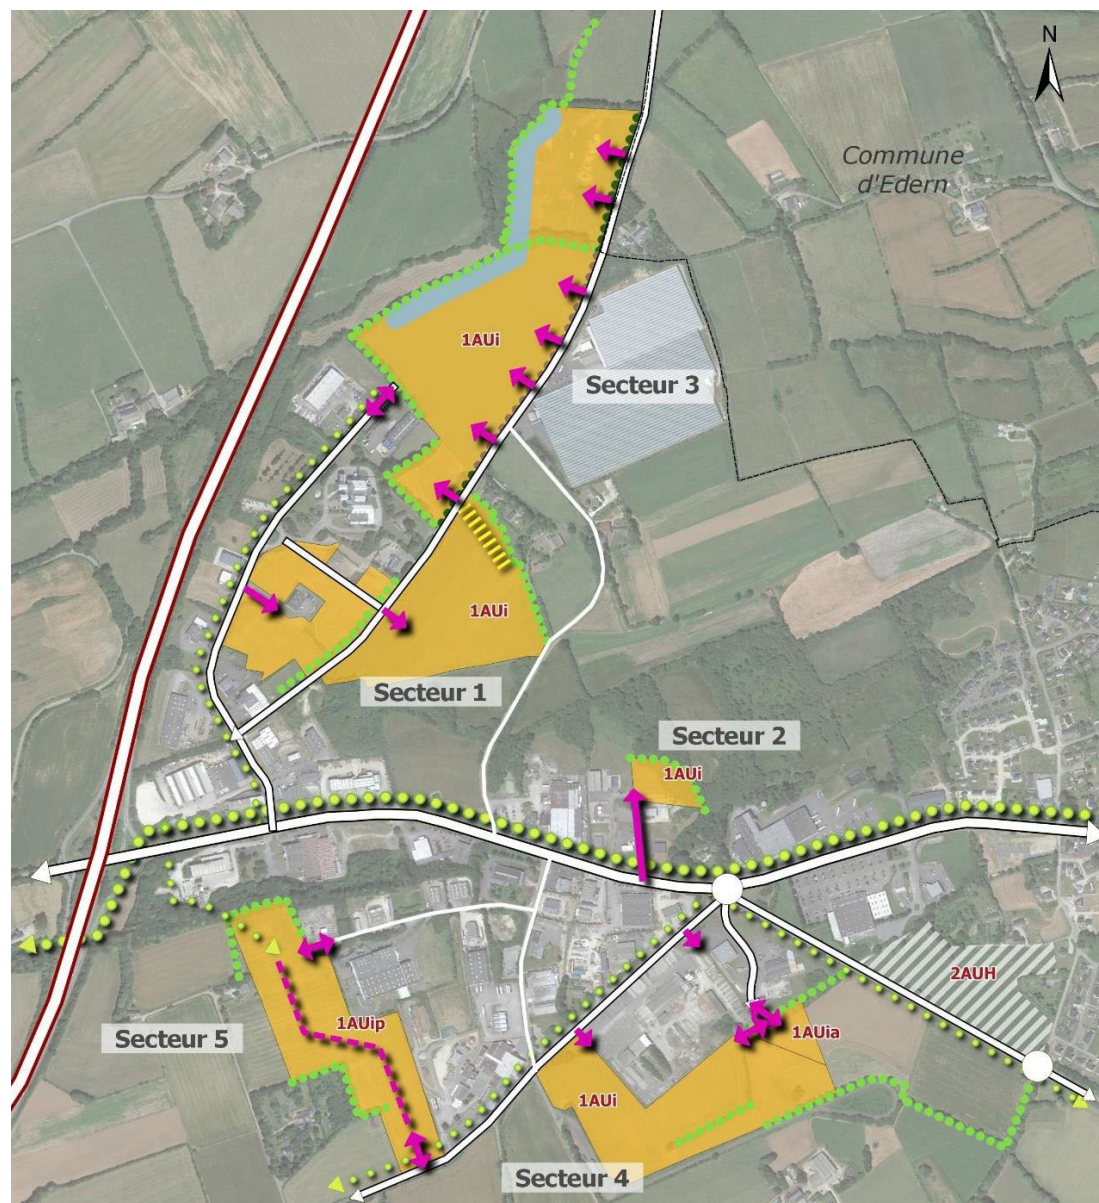 N
Commune
d'Edern
1AUi
Secteur 3
1AUi
Secteur 1
Secteur 2
1AUi
2AUH
1AUip
1AUia
Secteur 5
1AUi
Secteur 4